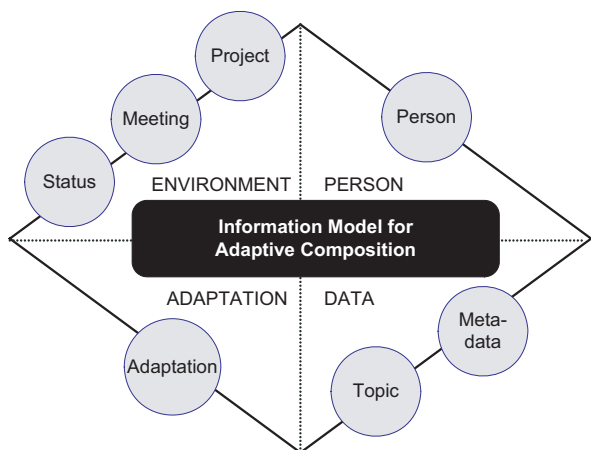 Project
Meeting
Person
Status
ENVIRONMENT
PERSON
Information Model for
Adaptive Composition
ADAPTATION
DATA
Meta-
data
Adaptation
Topic